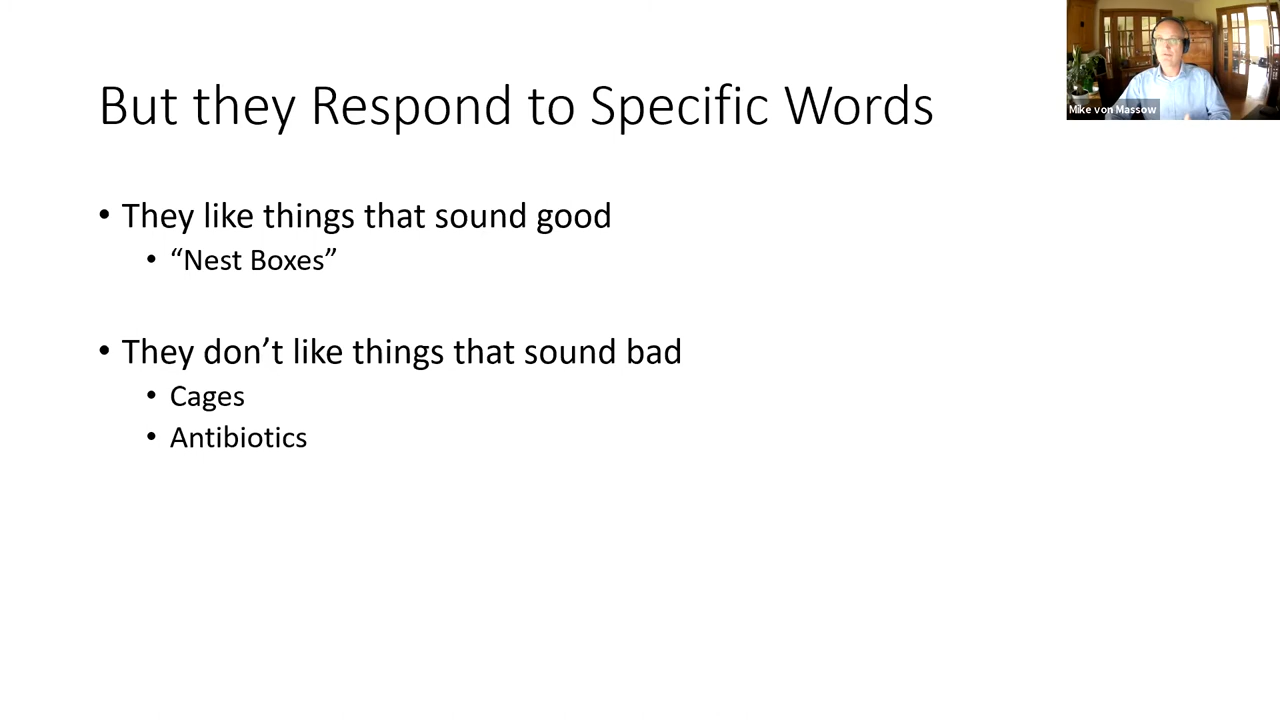 But they Respond to Specific Words
Mike von Massow
• They like things that sound good
• “Nest Boxes”
• They don’t like things that sound bad
• Cages
• Antibiotics